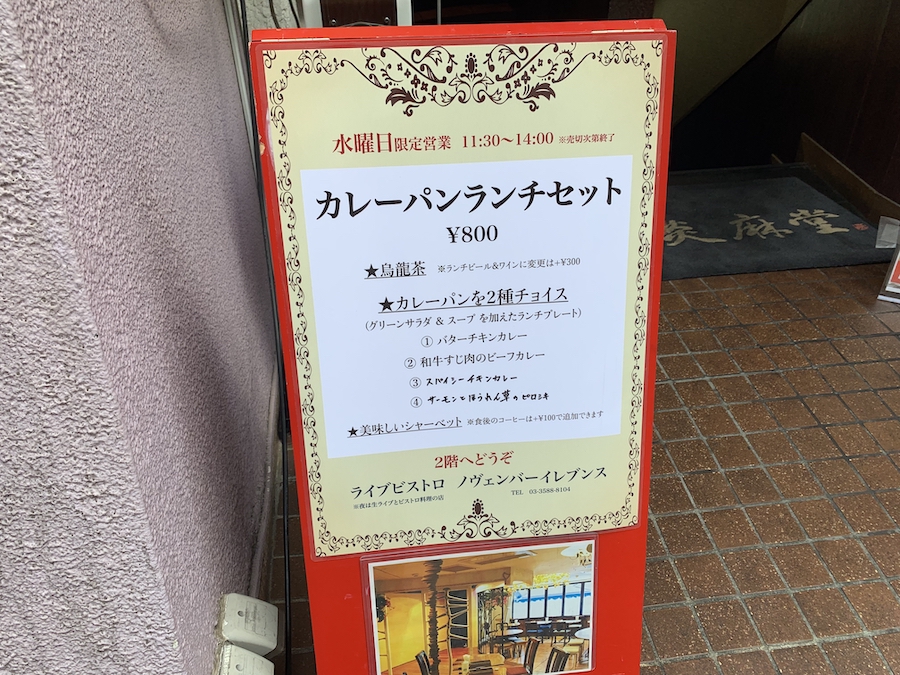 水曜日限定営業 11:30〜14:00 ※売切次第終了
カレーパンランチセット
¥800
★烏龍茶 ※ランチビール&ワインに変更は+¥300
★カレーパンを2種チョイス
(グリーンサラダ & スープ を加えたランチプレート)
① バターチキンカレー
② 和牛すじ肉のビーフカレー
③ スパイシーチキンカレー
④ サーモンとほうれん草のピロシキ
★美味しいシャーベット ※食後のコーヒーは+¥100で追加できます
2階へどうぞ
ライブビストロ ノヴェンバーイレブンス
※夜は生ライブとビストロ料理の店 TEL 03-3588-8104
麻堂